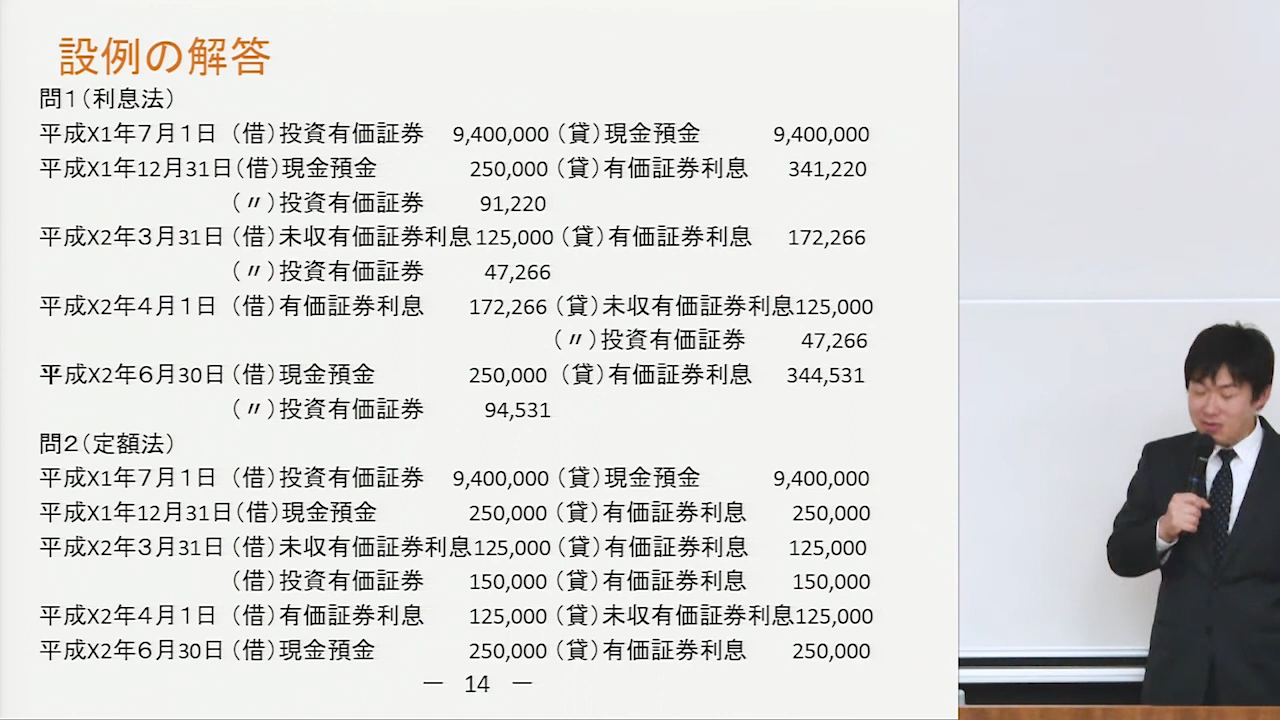 設例の解答
問１（利息法）
平成X1年７月１日 （借）投資有価証券 9,400,000 （貸）現金預金 9,400,000
平成X1年12月31日（借）現金預金 250,000 （貸）有価証券利息 341,220
（〃）投資有価証券 91,220
平成X2年３月31日 （借）未収有価証券利息 125,000 （貸）有価証券利息 172,266
（〃）投資有価証券 47,266
平成X2年４月１日 （借）有価証券利息 172,266 （貸）未収有価証券利息125,000
（〃）投資有価証券 47,266
平成X2年６月30日 （借）現金預金 250,000 （貸）有価証券利息 344,531
（〃）投資有価証券 94,531
問２（定額法）
平成X1年７月１日 （借）投資有価証券 9,400,000 （貸）現金預金 9,400,000
平成X1年12月31日（借）現金預金 250,000 （貸）有価証券利息 250,000
平成X2年３月31日 （借）未収有価証券利息125,000 （貸）有価証券利息 125,000
（借）投資有価証券 150,000 （貸）有価証券利息 150,000
平成X2年４月１日 （借）有価証券利息 125,000 （貸）未収有価証券利息125,000
平成X2年６月30日 （借）現金預金 250,000 （貸）有価証券利息 250,000
－ 14 －